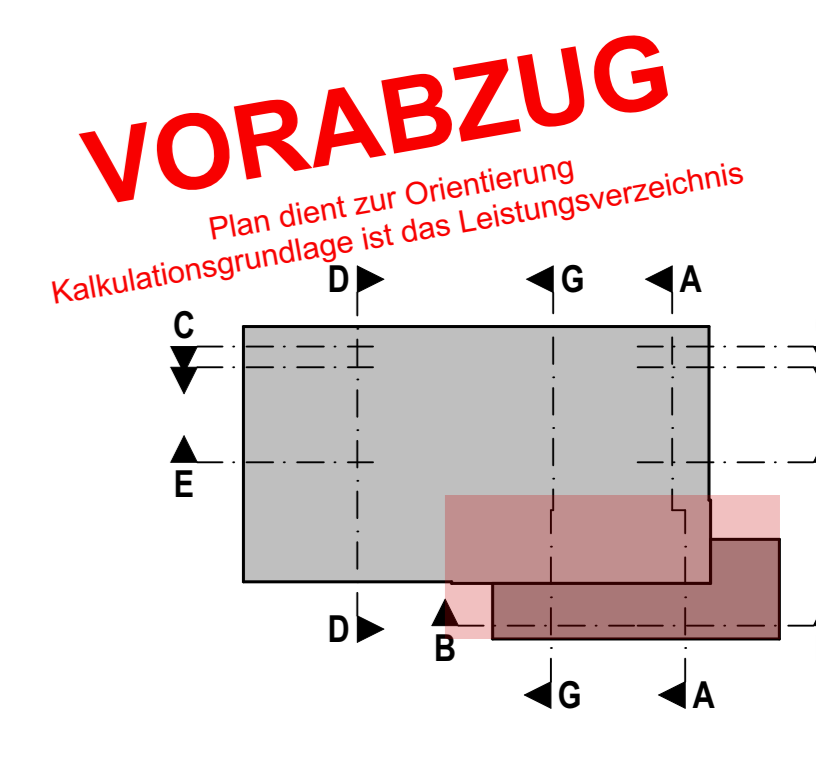 VORABZUG
Plan dient zur Orientierung
Kalkulationsgrundlage ist das Leistungsverzeichnis
D G A
C
E
D
B
G A